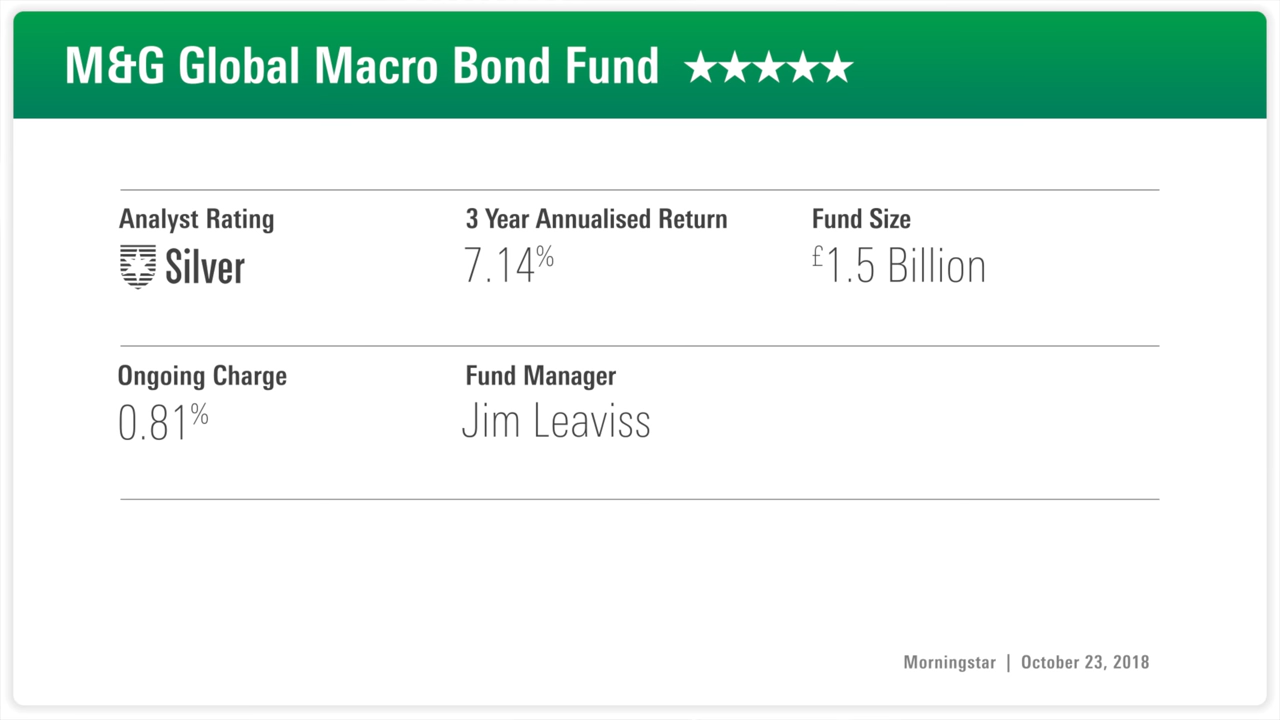 M&G Global Macro Bond Fund ★★★★★
Analyst Rating
Silver
3 Year Annualised Return
7.14%
Fund Size
£1.5 Billion
Ongoing Charge
0.81%
Fund Manager
Jim Leaviss
Morningstar | October 23, 2018